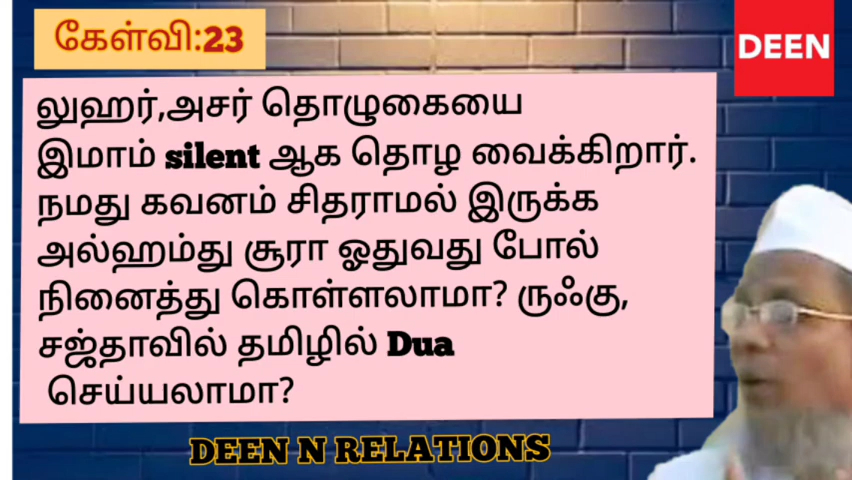 கேள்வி:23
DEEN
லுஹர்,அசர் தொழுகையை
இமாம் silent ஆக தொழ வைக்கிறார்.
நமது கவனம் சிதராமல் இருக்க
அல்ஹம்து சூரா ஓதுவது போல்
நினைத்து கொள்ளலாமா? ருஃகு,
சஜ்தாவில் தமிழில் Dua
செய்யலாமா?
DEEN N RELATIONS